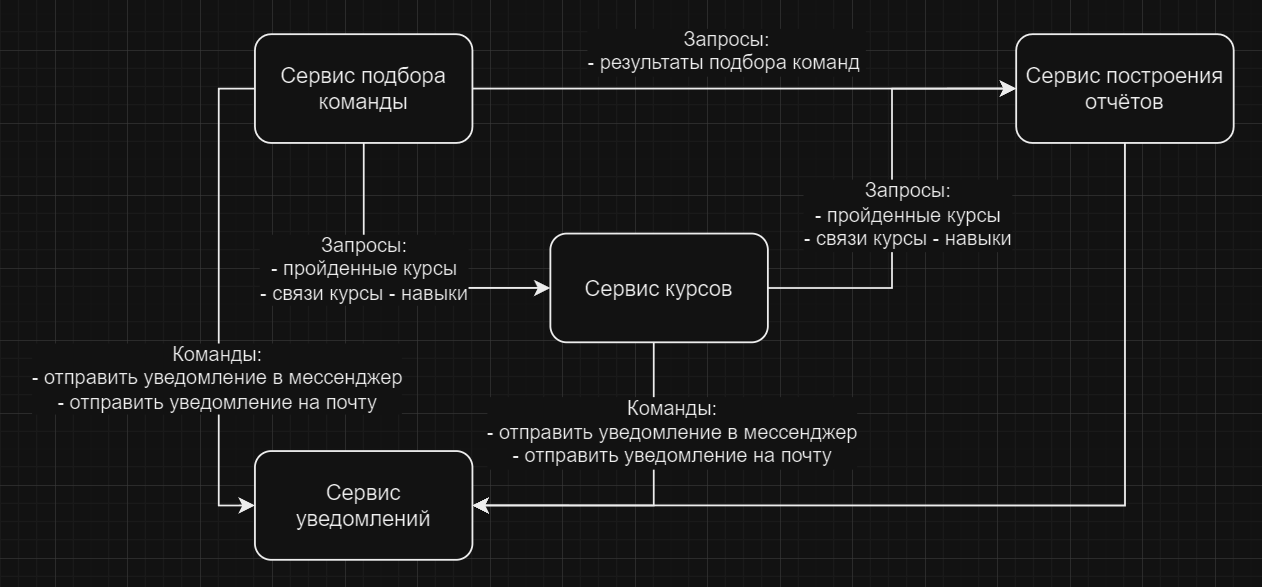 Запросы:
- результаты подбора команд
Сервис подбора
команды
Сервис построения
отчётов
Запросы:
- пройденные курсы
- связи курсы - навыки
Запросы:
- пройденные курсы
- связи курсы - навыки
Сервис курсов
Команды:
- отправить уведомление в мессенджер
- отправить уведомление на почту
Команды:
- отправить уведомление в мессенджер
- отправить уведомление на почту
Сервис
уведомлений